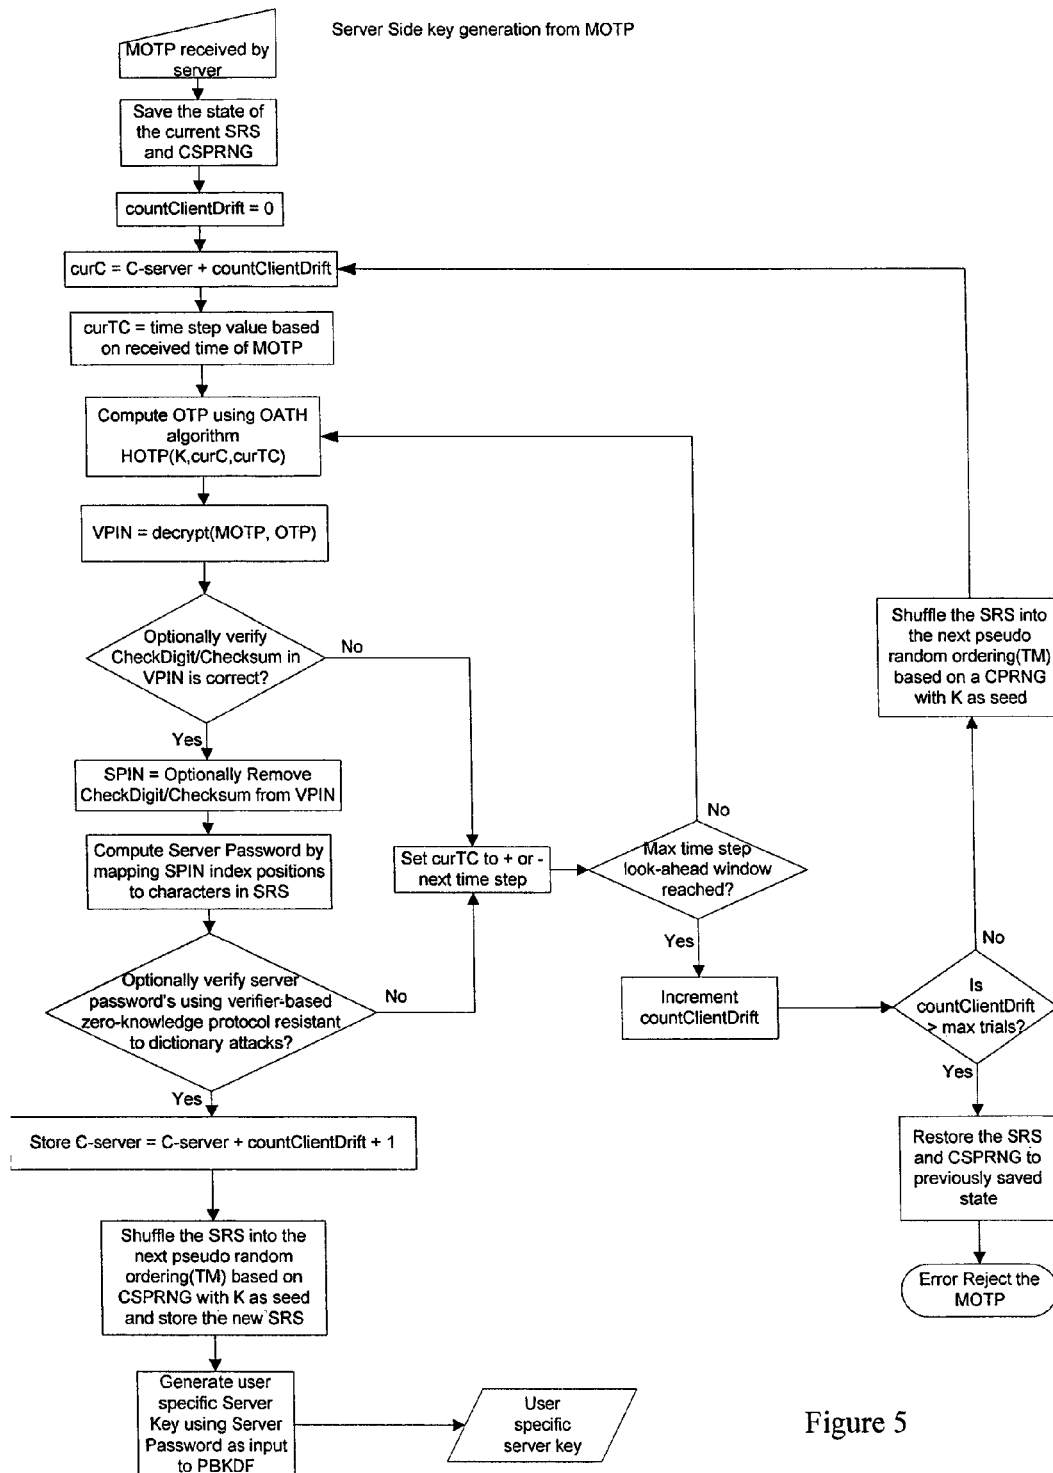 Server Side key generation from MOTP
MOTP received by
server
Save the state of
the current SRS
and CSPRNG
countClientDrift = 0
curC = C-server + countClientDrift
curTC = time step value based
on received time of MOTP
Compute OTP using OATH
algorithm
HOTP(K,curC,curTC)
VPIN = decrypt(MOTP, OTP)
Optionally verify
CheckDigit/Checksum in
VPIN is correct?
No
Yes
SPIN = Optionally Remove
CheckDigit/Checksum from VPIN
Compute Server Password by
mapping SPIN index positions
to characters in SRS
Optionally verify server
password's using verifier-based
zero-knowledge protocol resistant
to dictionary attacks?
No
Yes
Set curTC to + or -
next time step
Max time step
look-ahead window
reached?
No
Yes
Increment
countClientDrift
Is
countClientDrift
> max trials?
No
Yes
Shuffle the SRS into
the next pseudo
random ordering(TM)
based on a CPRNG
with K as seed
Restore the SRS
and CSPRNG to
previously saved
state
Error Reject the
MOTP
Store C-server = C-server + countClientDrift + 1
Shuffle the SRS into the
next pseudo random
ordering(TM) based on
CSPRNG with K as seed
and store the new SRS
Generate user
specific Server
Key using Server
Password as input
to PBKDF
User
specific
server key
Figure 5